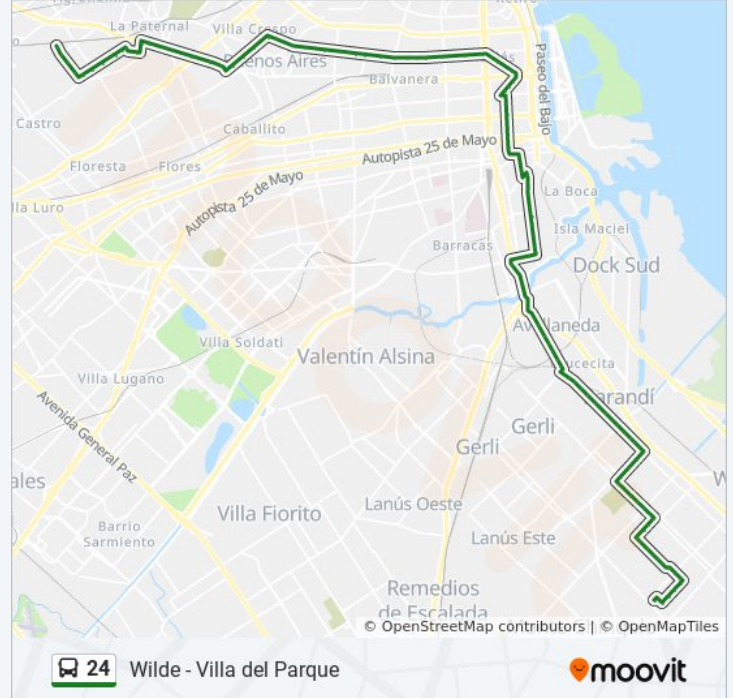 La Paternal
Villa Crespo
Buenos Aires
Balvanera
Paseo del Bajo
Castro
Caballito
Autopista 25 de Mayo
Floresta
Flores
lla Luro
Autopista 25 de Mayo
La Boca
Isla Maciel
Barracas
Dock Sud
Avellaneda
Villa Soldati
Valentín Alsina
ucecita
Villa Lugano
Avenida General Paz
arandí
Gerli
Gerli
ales
W
Lanús Oeste
Villa Fiorito
Barrio
Sarmiento
Lanús Este
Remedios
de Escalada
© OpenStreetMap contributors | © OpenMapTiles
24 Wilde - Villa del Parque
moovit